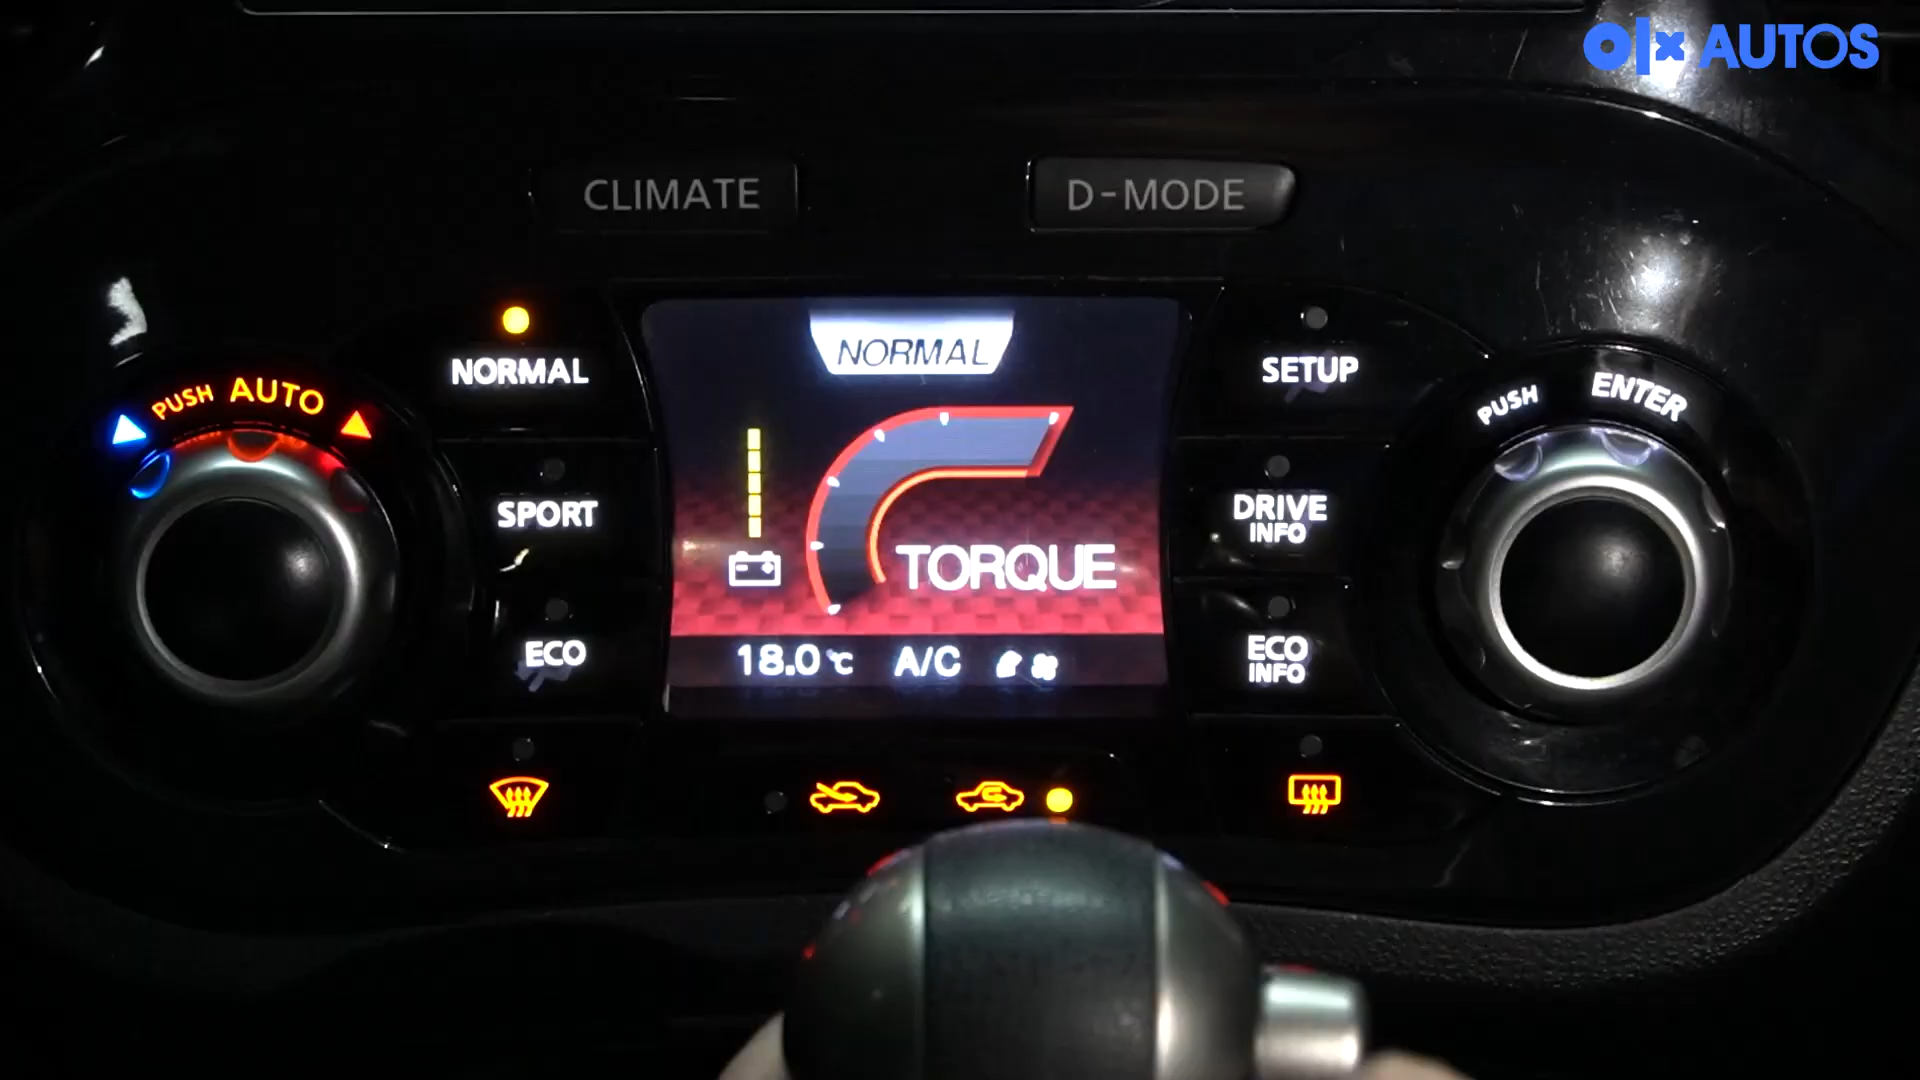 olx AUTOS
CLIMATE
D-MODE
NORMAL
NORMAL
SETUP
PUSH AUTO
PUSH ENTER
SPORT
DRIVE
INFO
TORQUE
ECO
ECO
INFO
18.0 °C A/C